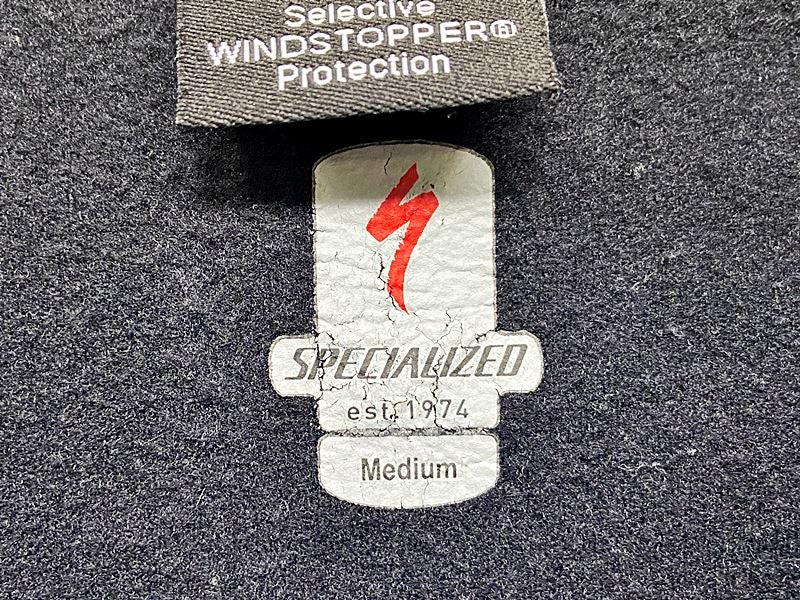 Selective
WINDSTOPPER®
Protection
SPECIALIZED
est. 1974
Medium